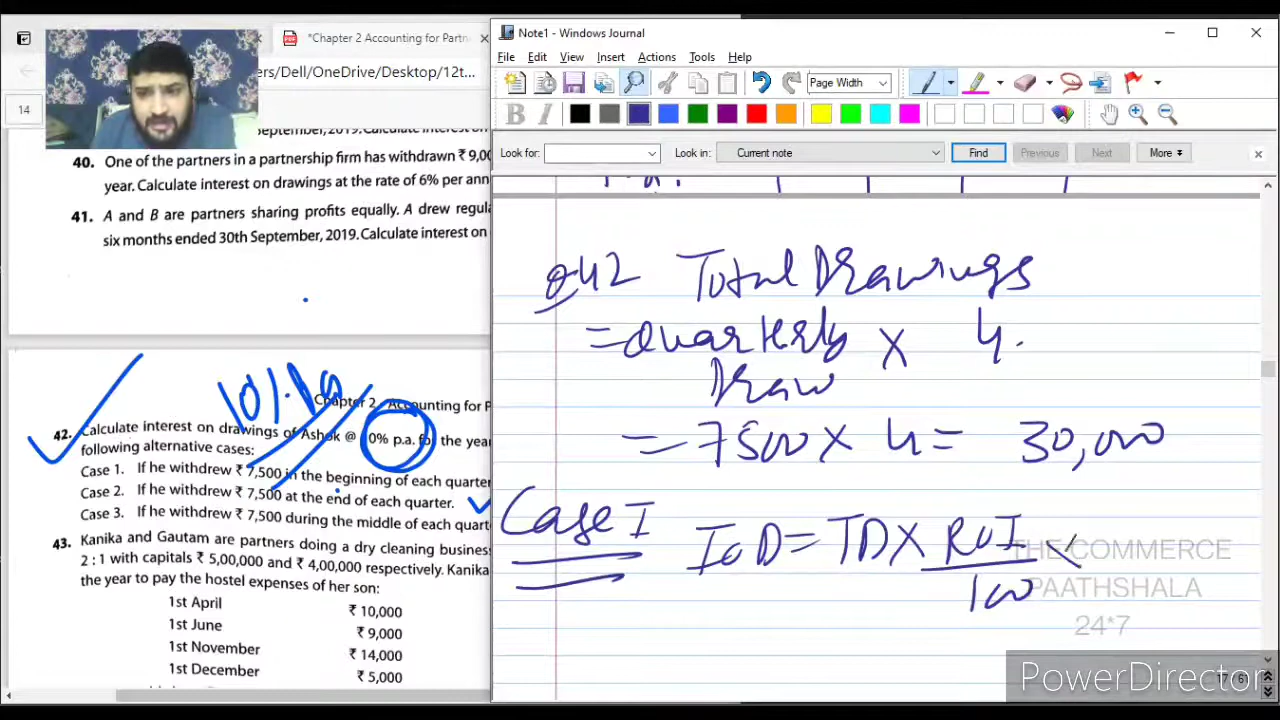 *Chapter 2 Accounting for Partn
ers/Dell/OneDrive/Desktop/12t...
14
September, 2019.Calculate interest on
40. One of the partners in a partnership firm has withdrawn ₹ 9,00
year. Calculate interest on drawings at the rate of 6% per ann
41. A and B are partners sharing profits equally. A drew regula
six months ended 30th September, 2019.Calculate interest on
10%.Pa
Chapter 2 Accounting for P
42. Calculate interest on drawings of Ashok @ 10% p.a. for the year
following alternative cases:
Case 1. If he withdrew ₹ 7,500 in the beginning of each quarter
Case 2. If he withdrew ₹ 7,500 at the end of each quarter.
Case 3. If he withdrew ₹ 7,500 during the middle of each quart
43. Kanika and Gautam are partners doing a dry cleaning business
2 : 1 with capitals ₹ 5,00,000 and ₹ 4,00,000 respectively. Kanika
the year to pay the hostel expenses of her son:
1st April ₹ 10,000
1st June ₹ 9,000
1st November ₹ 14,000
1st December ₹ 5,000
Note1 - Windows Journal
File Edit View Insert Actions Tools Help
Page Width
B I
Look for: Look in: Current note Find Previous Next More
Q42 Total Drawings
= Quarterly × 4.
Draw
= 7500 × 4 = 30,000
Case I IOD = TD × ROI ×
100
THE COMMERCE
PAATHSHALA
24*7
PowerDirector